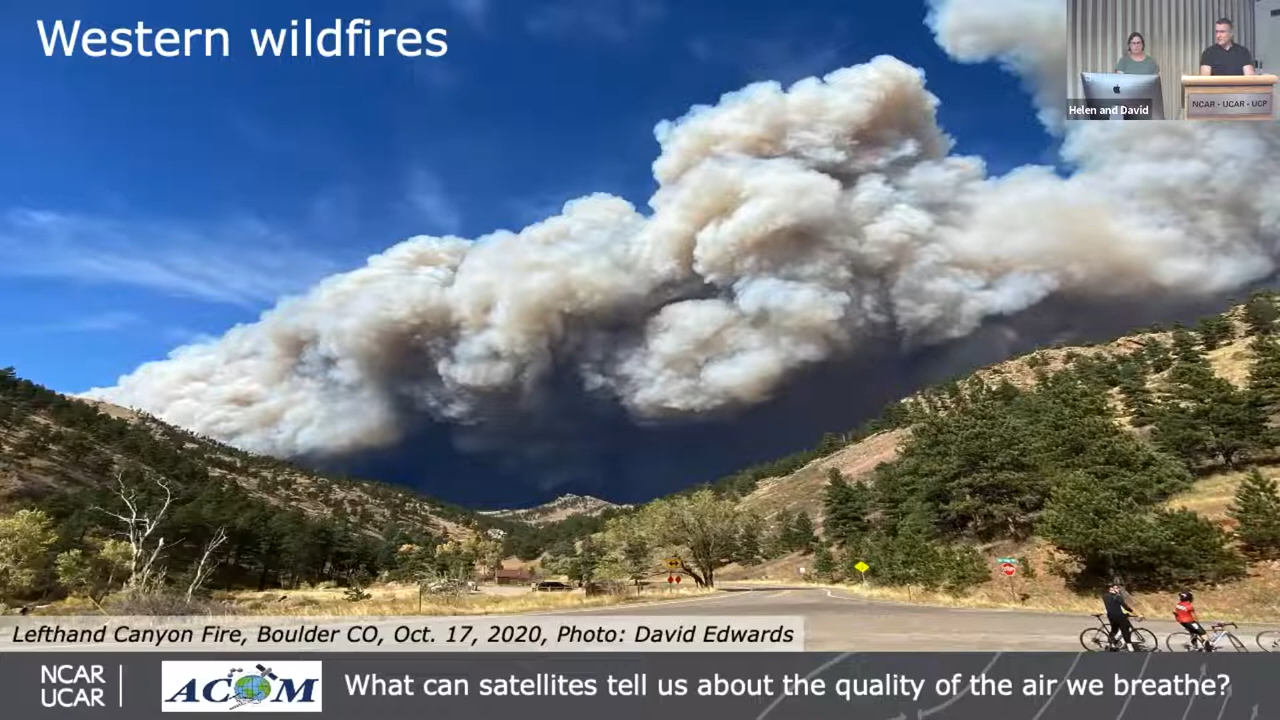 Western wildfires
Helen and David
NCAR • UCAR • UCP
Lefthand Canyon Fire, Boulder CO, Oct. 17, 2020, Photo: David Edwards
NCAR
UCAR
ACOM
What can satellites tell us about the quality of the air we breathe?